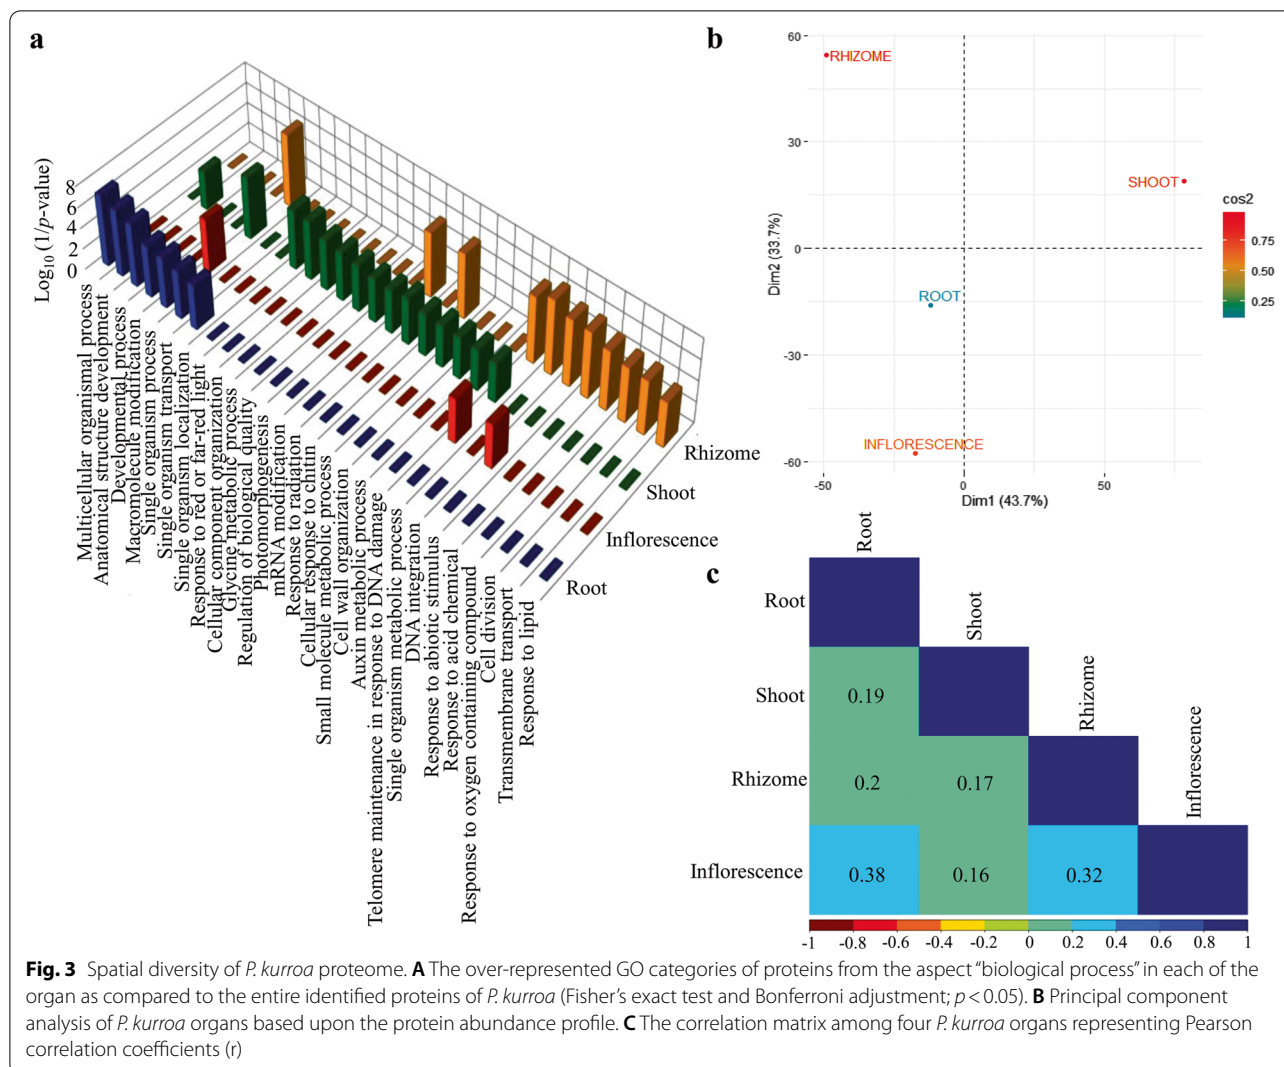 a
Log10 (1/p-value)
8
6
4
2
0
Multicellular organismal process
Anatomical structure development
Developmental process
Macromolecule modification
Single organism process
Single organism transport
Single organism localization
Response to red or far-red light
Cellular component organization
Glycine metabolic process
Regulation of biological quality
Photomorphogenesis
mRNA modification
Response to radiation
Cellular response to chitin
Small molecule metabolic process
Cell wall organization
Auxin metabolic process
Telomere maintenance in response to DNA damage
Single organism metabolic process
DNA integration
Response to abiotic stimulus
Response to acid chemical
Response to oxygen containing compound
Cell division
Transmembrane transport
Response to lipid
Rhizome
Shoot
Inflorescence
Root
b
60
30
0
-30
-60
Dim2 (33.7%)
RHIZOME
SHOOT
ROOT
INFLORESCENCE
-50
0
50
Dim1 (43.7%)
cos2
0.75
0.50
0.25
c
Root
Shoot
Rhizome
Inflorescence
Root
Shoot
0.19
Rhizome
0.2
0.17
Inflorescence
0.38
0.16
0.32
-1
-0.8
-0.6
-0.4
-0.2
0
0.2
0.4
0.6
0.8
1
Fig. 3 Spatial diversity of P. kurroa proteome. A The over-represented GO categories of proteins from the aspect "biological process" in each of the
organ as compared to the entire identified proteins of P. kurroa (Fisher's exact test and Bonferroni adjustment; p < 0.05). B Principal component
analysis of P. kurroa organs based upon the protein abundance profile. C The correlation matrix among four P. kurroa organs representing Pearson
correlation coefficients (r)